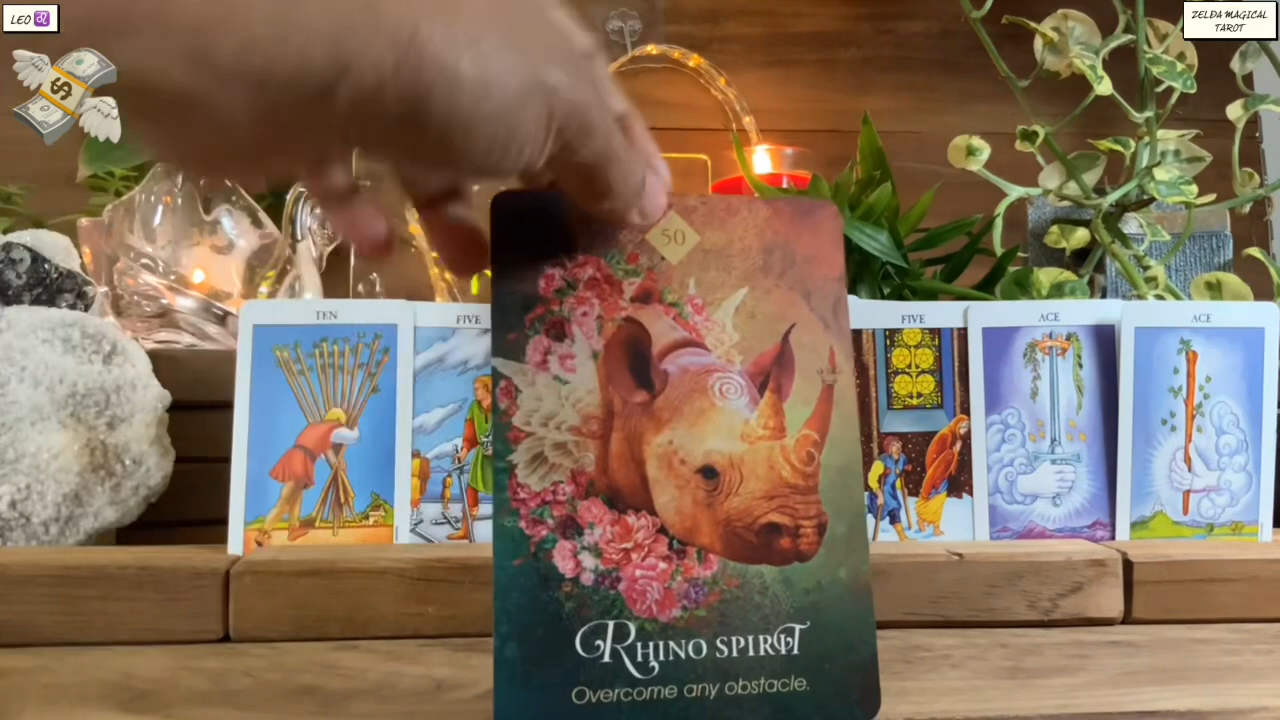 LEO ♌
ZELDA MAGICAL
TAROT
50
TEN
FIVE
FIVE
ACE
ACE
RHINO SPIRIT
Overcome any obstacle.